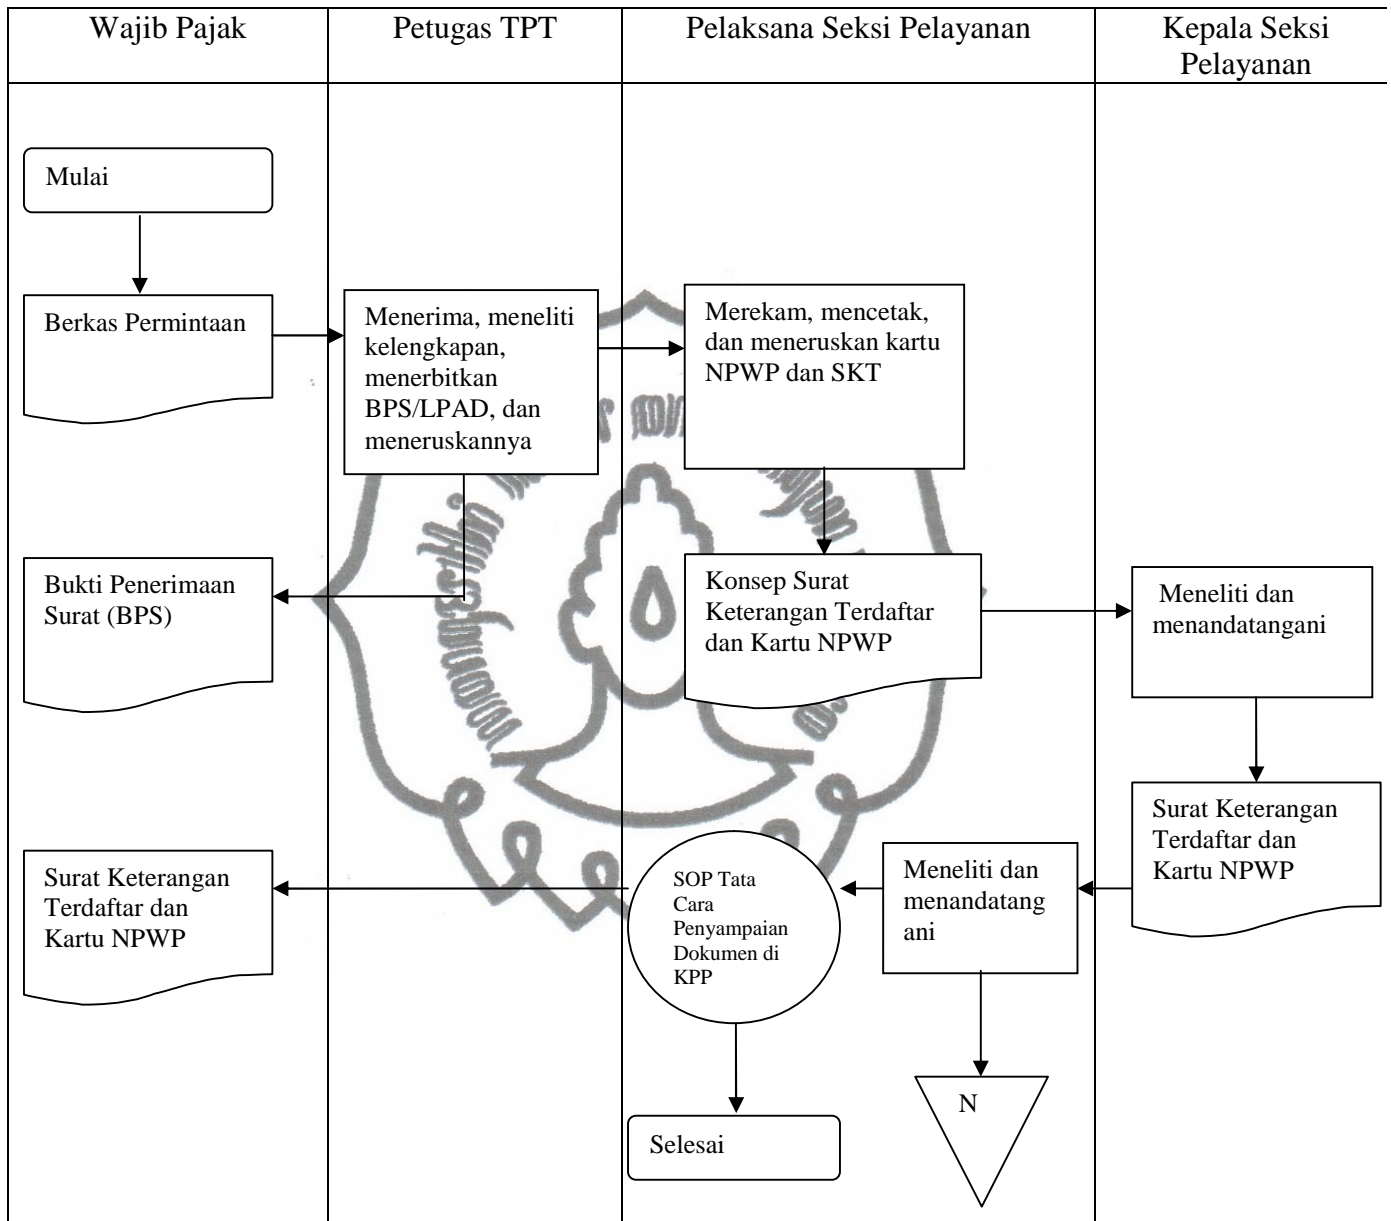 Wajib Pajak
Petugas TPT
Pelaksana Seksi Pelayanan
Kepala Seksi
Pelayanan
Mulai
Berkas Permintaan
Menerima, meneliti
kelengkapan,
menerbitkan
BPS/LPAD, dan
meneruskannya
Merekam, mencetak,
dan meneruskan kartu
NPWP dan SKT
Bukti Penerimaan
Surat (BPS)
Konsep Surat
Keterangan Terdaftar
dan Kartu NPWP
Meneliti dan
menandatangani
Surat Keterangan
Terdaftar dan
Kartu NPWP
Meneliti dan
menandatang
ani
SOP Tata
Cara
Penyampaian
Dokumen di
KPP
Surat Keterangan
Terdaftar dan
Kartu NPWP
N
Selesai